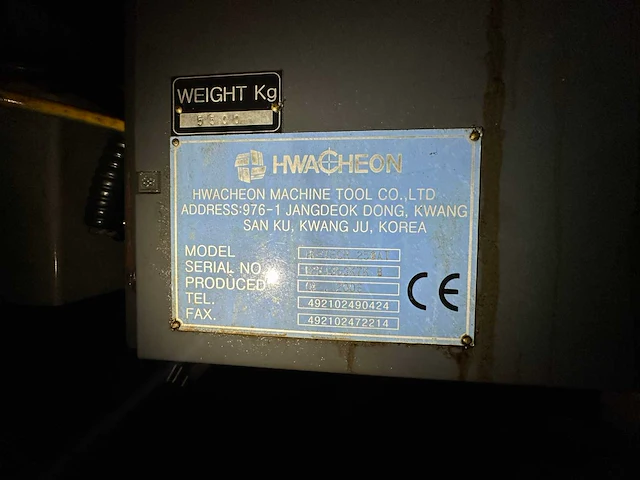 WEIGHT Kg
HWACHEON
HWACHEON MACHINE TOOL CO.,LTD
ADDRESS:976-1 JANGDEOK DONG, KWANG
SAN KU, KWANG JU, KOREA
MODEL
SERIAL NO.
PRODUCED
TEL. 492102490424
FAX. 492102472214
CE